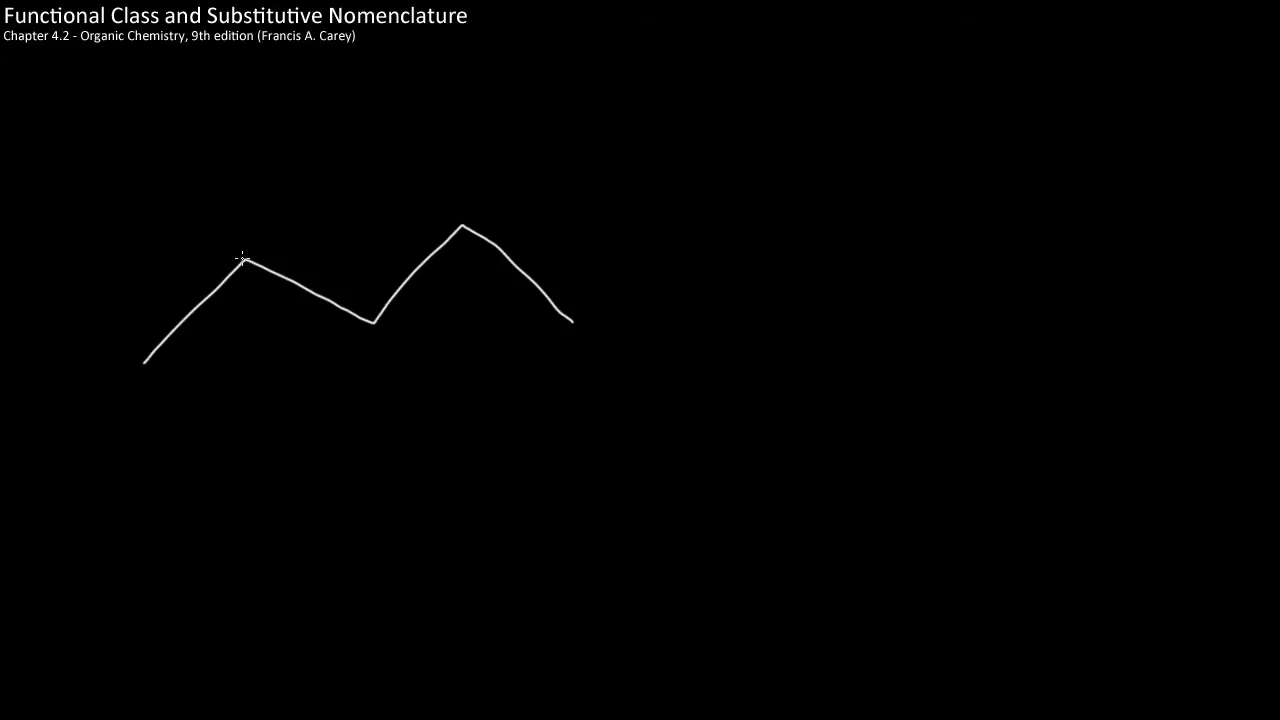 Functional Class and Substitutive Nomenclature
Chapter 4.2 - Organic Chemistry, 9th edition (Francis A. Carey)